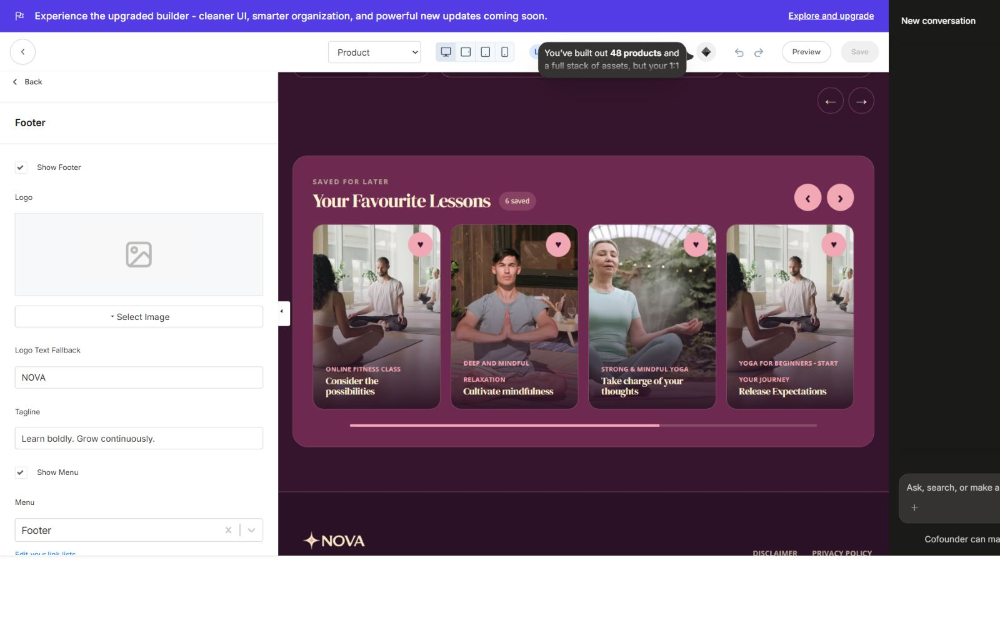 Experience the upgraded builder - cleaner UI, smarter organization, and powerful new updates coming soon.
Explore and upgrade
New conversation
Product
You've built out 48 products and
a full stack of assets, but your 1:1
Preview
Save
Back
Footer
Show Footer
Logo
Select Image
Logo Text Fallback
NOVA
Tagline
Learn boldly. Grow continuously.
Show Menu
Menu
Footer
Edit your link lists
SAVED FOR LATER
Your Favourite Lessons
6 saved
ONLINE FITNESS CLASS
Consider the
possibilities
DEEP AND MINDFUL
RELAXATION
Cultivate mindfulness
STRONG & MINDFUL YOGA
Take charge of your
thoughts
YOGA FOR BEGINNERS - START
YOUR JOURNEY
Release Expectations
NOVA
DISCLAIMER
PRIVACY POLICY
Ask, search, or make a
Cofounder can ma